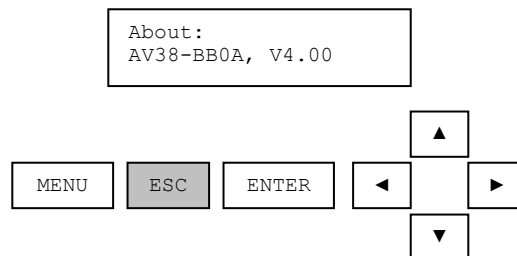 About:
AV38-BB0A, V4.00
▲
MENU ESC ENTER ◄ ►
▼